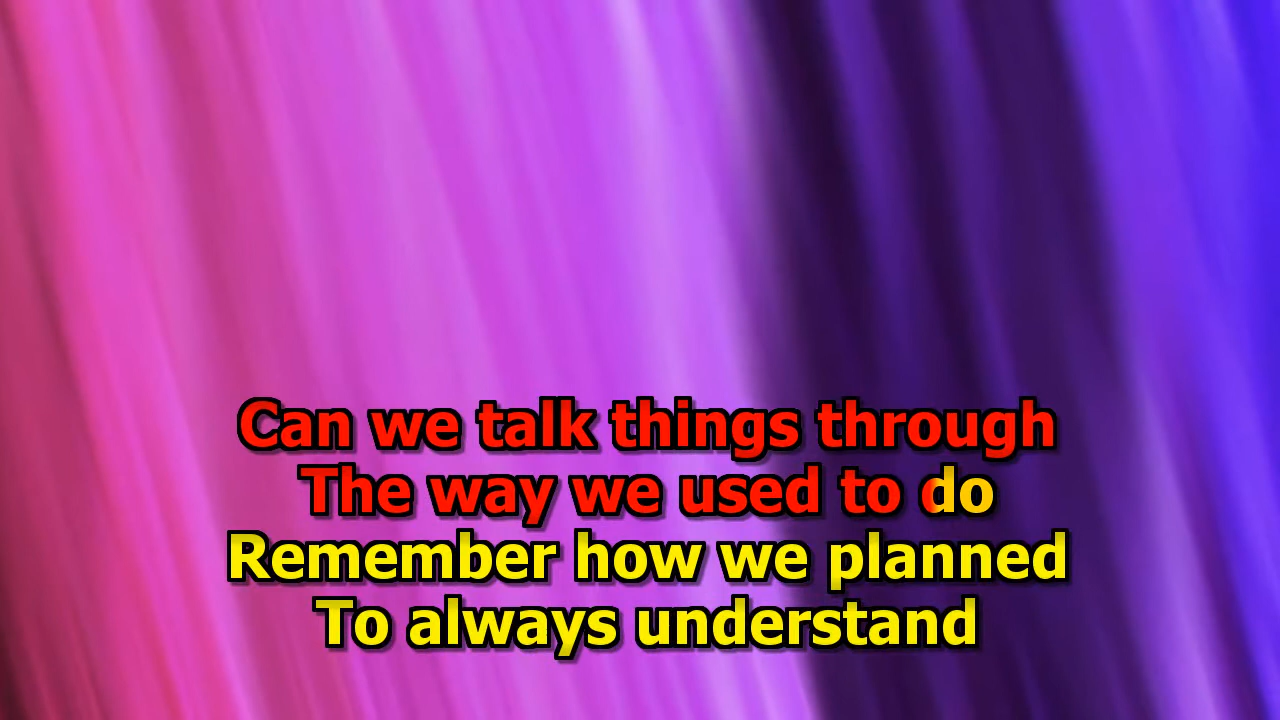 Can we talk things through
The way we used to do
Remember how we planned
To always understand